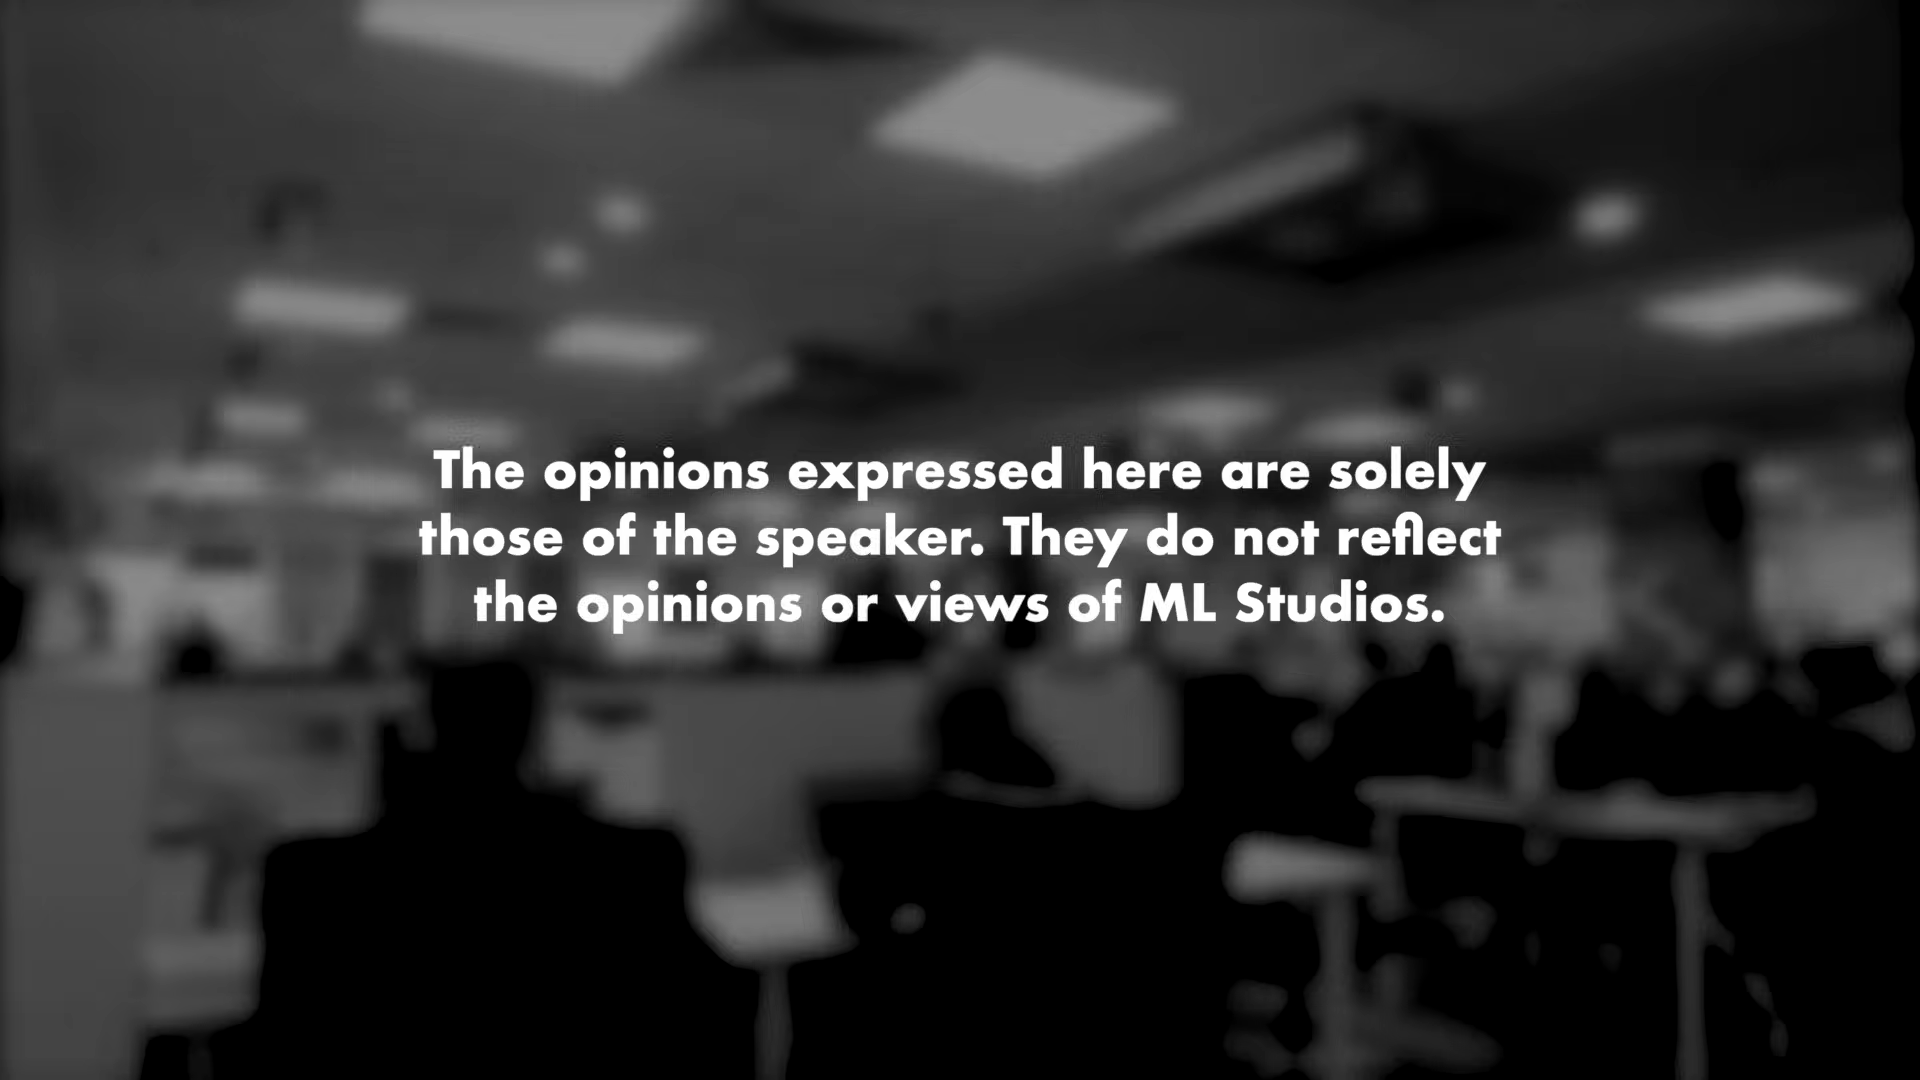 The opinions expressed here are solely
those of the speaker. They do not reflect
the opinions or views of ML Studios.